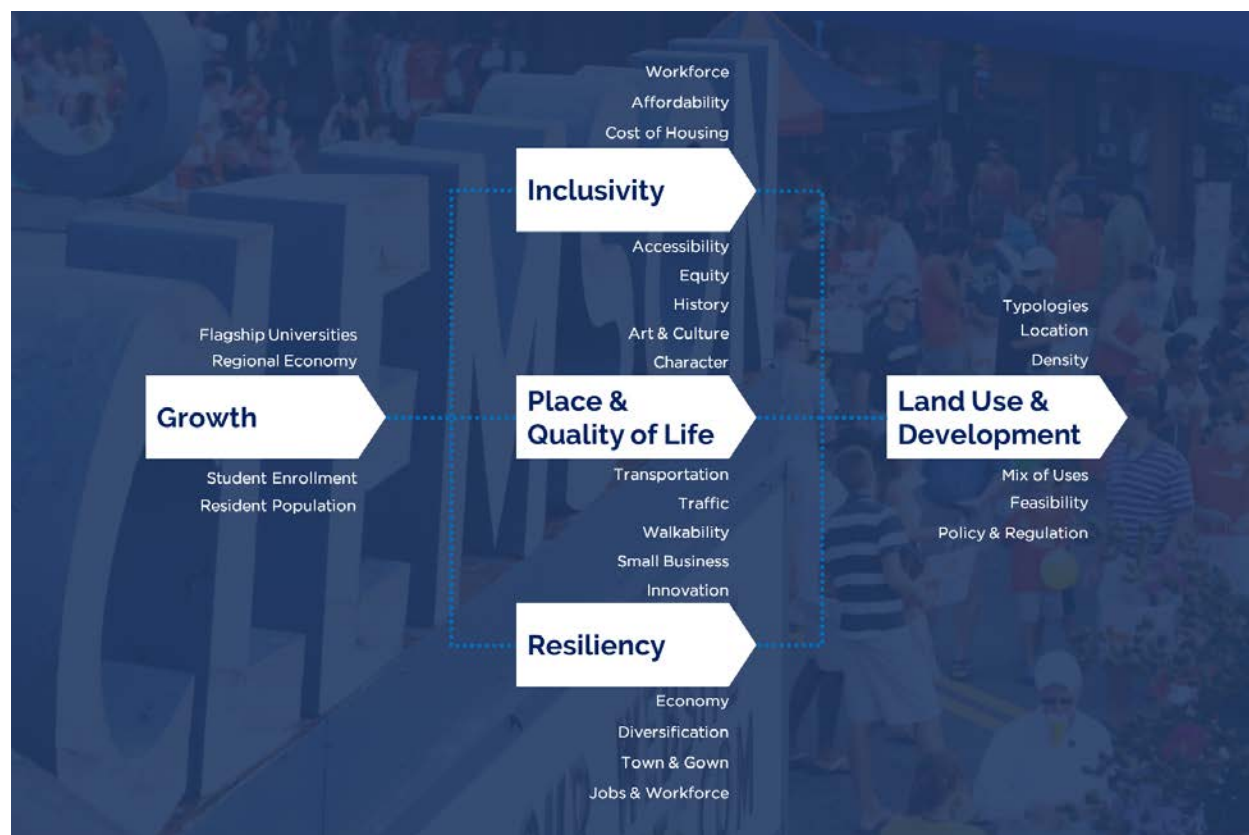 Workforce
Affordability
Cost of Housing
Inclusivity
Accessibility
Equity
History
Art & Culture
Character
Flagship Universities
Regional Economy
Growth
Student Enrollment
Resident Population
Place &
Quality of Life
Transportation
Traffic
Walkability
Small Business
Innovation
Resiliency
Economy
Diversification
Town & Gown
Jobs & Workforce
Typologies
Location
Density
Land Use &
Development
Mix of Uses
Feasibility
Policy & Regulation
CLEMSON